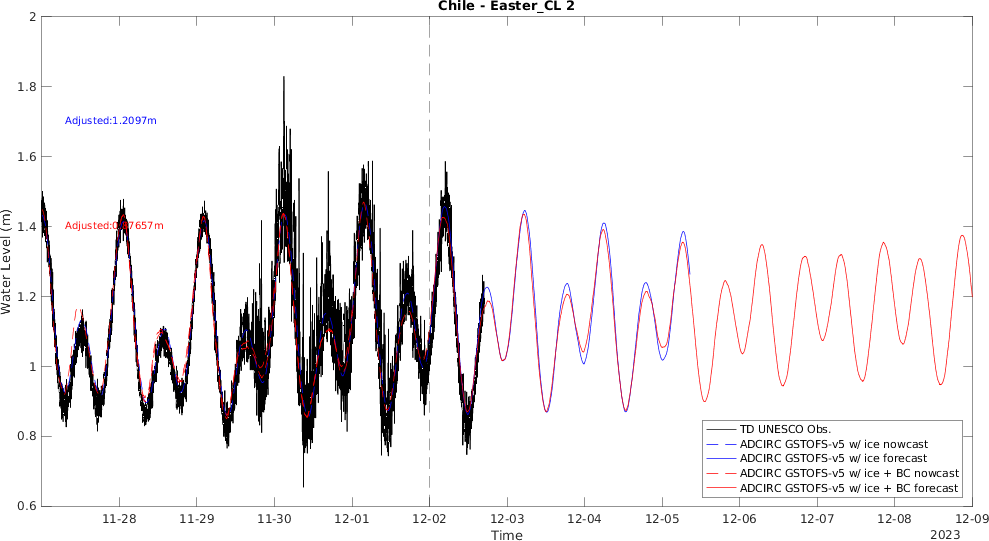 Chile - Easter_CL 2
Water Level (m)
2
1.8
1.6
1.4
1.2
1
0.8
0.6
Adjusted:1.2097m
11-28
11-29
11-30
12-01
12-02
12-03
12-04
12-05
12-06
12-07
12-08
12-09
Time
2023
TD UNESCO Obs.
ADCIRC GSTOFS-v5 w/ ice nowcast
ADCIRC GSTOFS-v5 w/ ice forecast
ADCIRC GSTOFS-v5 w/ ice + BC nowcast
ADCIRC GSTOFS-v5 w/ ice + BC forecast